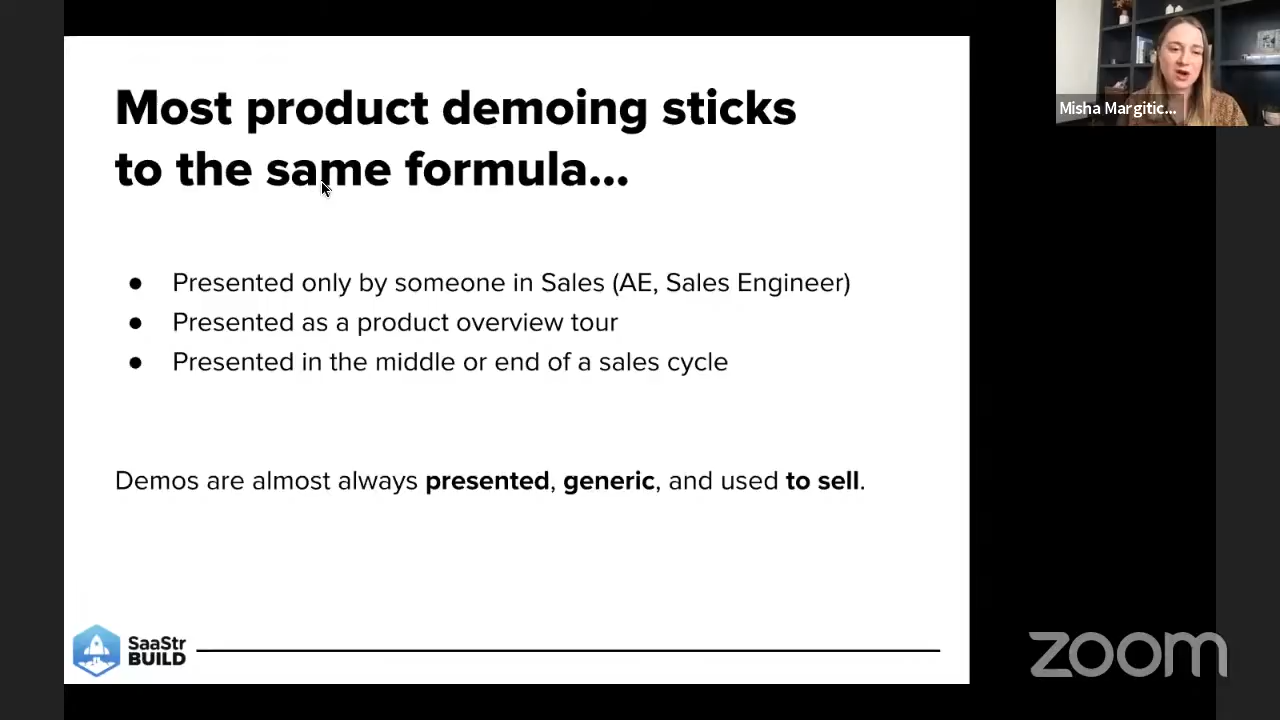 Most product demoing sticks
to the same formula...
● Presented only by someone in Sales (AE, Sales Engineer)
● Presented as a product overview tour
● Presented in the middle or end of a sales cycle
Demos are almost always presented, generic, and used to sell.
SaaStr
BUILD
Misha Margitic...
zoom